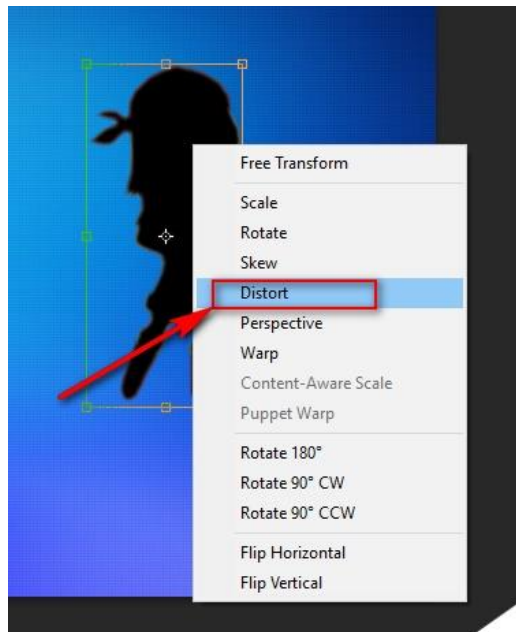 Free Transform
Scale
Rotate
Skew
Distort
Perspective
Warp
Content-Aware Scale
Puppet Warp
Rotate 180°
Rotate 90° CW
Rotate 90° CCW
Flip Horizontal
Flip Vertical